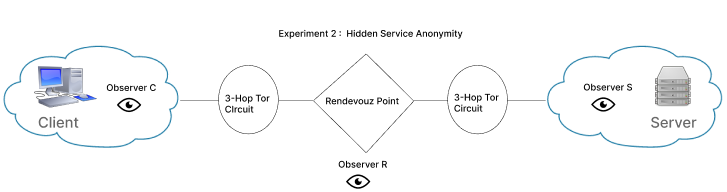 Experiment 2 : Hidden Service Anonymity
Observer C
Client
3-Hop Tor
CIrcuit
Rendevouz Point
Observer R
3-Hop Tor
Circuit
Observer S
Server